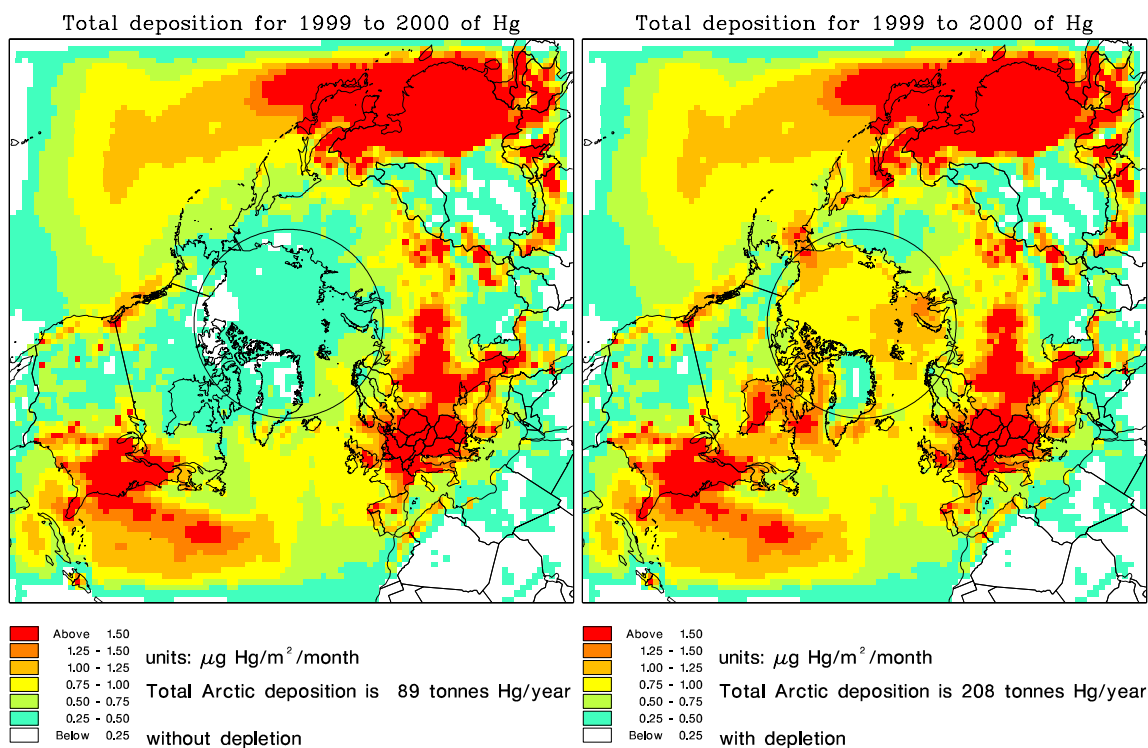 Total deposition for 1999 to 2000 of Hg
Above 1.50
1.25 - 1.50
1.00 - 1.25
0.75 - 1.00
0.50 - 0.75
0.25 - 0.50
Below 0.25
units: μg Hg/m²/month
Total Arctic deposition is 89 tonnes Hg/year
without depletion
Total deposition for 1999 to 2000 of Hg
Above 1.50
1.25 - 1.50
1.00 - 1.25
0.75 - 1.00
0.50 - 0.75
0.25 - 0.50
Below 0.25
units: μg Hg/m²/month
Total Arctic deposition is 208 tonnes Hg/year
with depletion